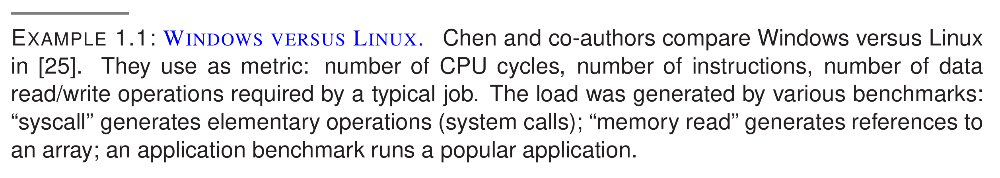 EXAMPLE 1.1: WINDOWS VERSUS LINUX. Chen and co-authors compare Windows versus Linux
in [25]. They use as metric: number of CPU cycles, number of instructions, number of data
read/write operations required by a typical job. The load was generated by various benchmarks:
“syscall” generates elementary operations (system calls); “memory read” generates references to
an array; an application benchmark runs a popular application.